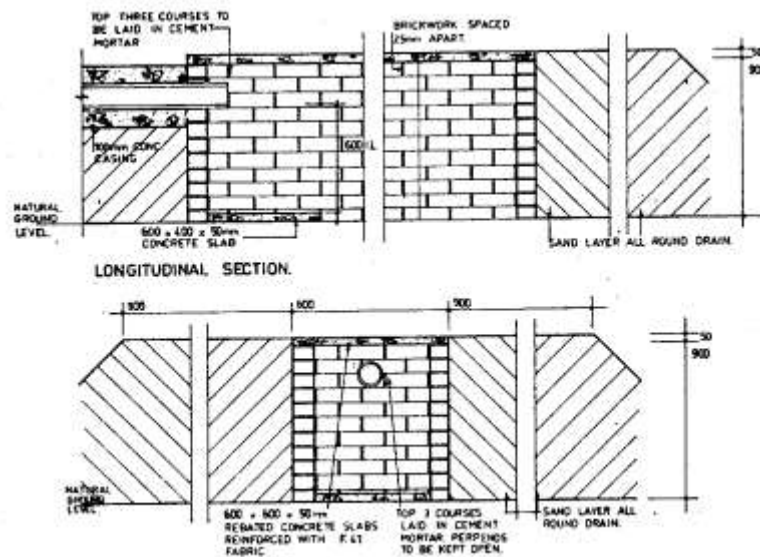 TOP THREE COURSES TO
BE LAID IN CEMENT
MORTAR
BRICKWORK SPACED
25mm APART.
50
900
600
100mm CONC
CASING
NATURAL
GROUND
LEVEL.
600 x 400 x 50mm
CONCRETE SLAB
SAND LAYER ALL ROUND DRAIN.
LONGITUDINAL SECTION.
900
600
900
50
900
NATURAL
GROUND
LEVEL.
600 x 600 x 50mm
REBATED CONCRETE SLABS
REINFORCED WITH F.41
FABRIC
TOP 3 COURSES
LAID IN CEMENT
MORTAR PERPENDS
TO BE KEPT OPEN.
SAND LAYER ALL
ROUND DRAIN.